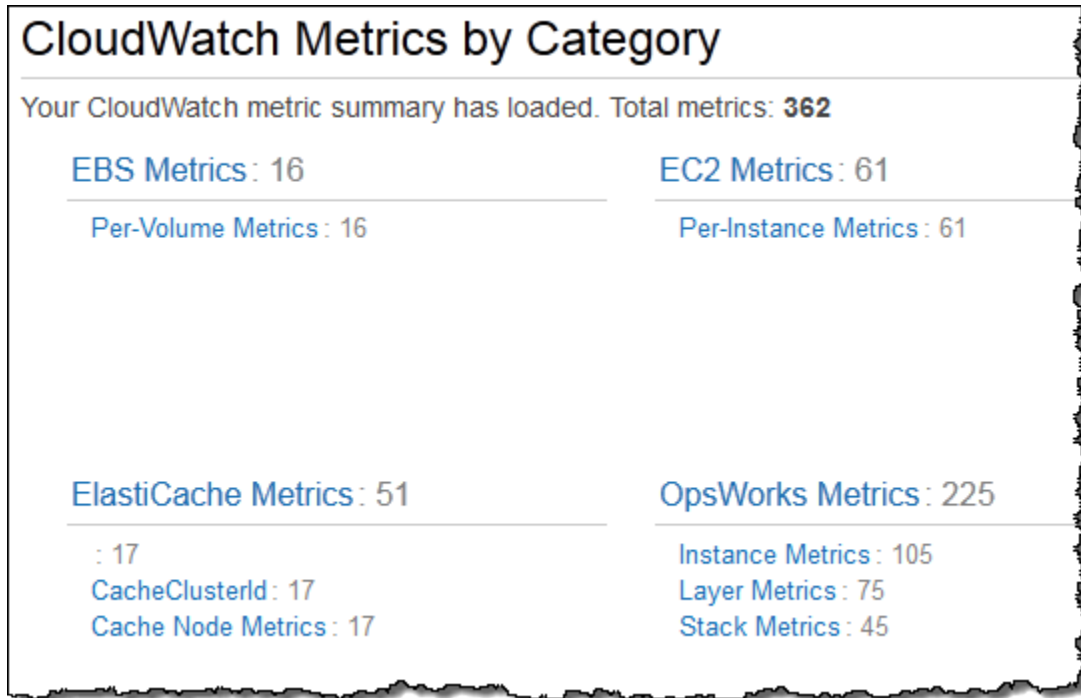 CloudWatch Metrics by Category
Your CloudWatch metric summary has loaded. Total metrics: 362
EBS Metrics : 16
Per-Volume Metrics : 16
EC2 Metrics : 61
Per-Instance Metrics : 61
ElastiCache Metrics : 51
: 17
CacheClusterId : 17
Cache Node Metrics : 17
OpsWorks Metrics : 225
Instance Metrics : 105
Layer Metrics : 75
Stack Metrics : 45